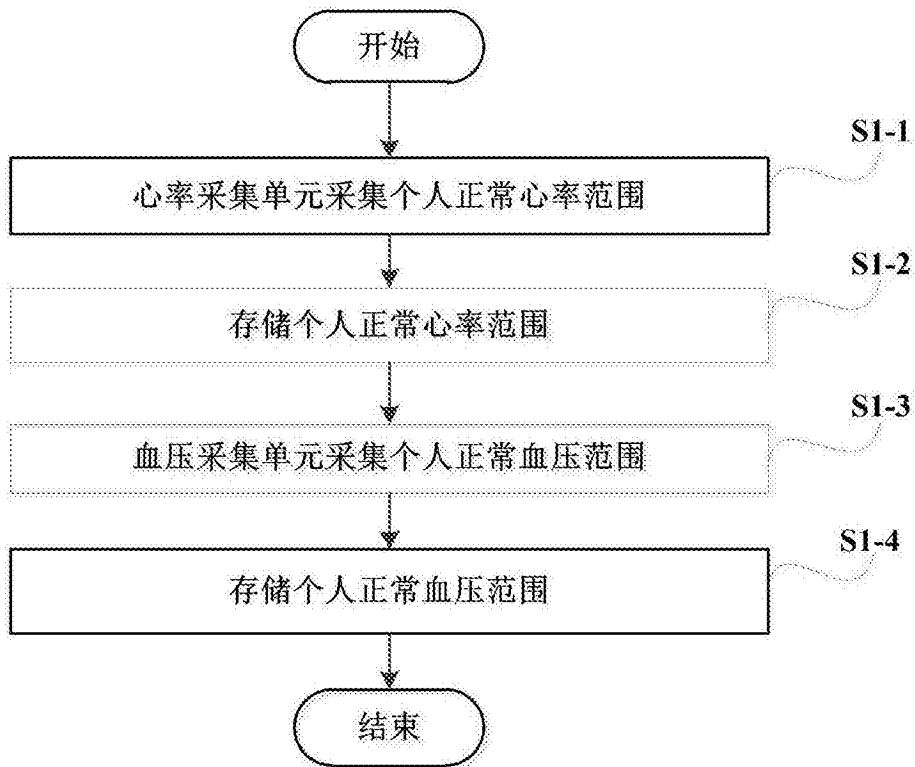 开始
S1-1
心率采集单元采集个人正常心率范围
S1-2
存储个人正常心率范围
S1-3
血压采集单元采集个人正常血压范围
S1-4
存储个人正常血压范围
结束